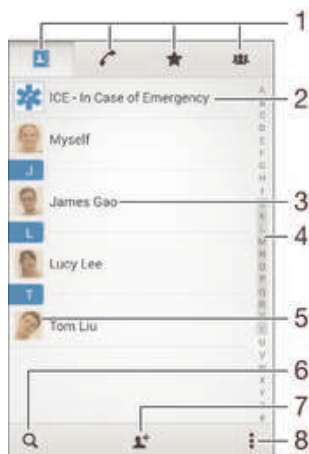 1
ICE - In Case of Emergency
2
Myself
J
James Gao
3
L
4
Lucy Lee
T
Tom Liu
5
6
7
8
A
B
C
D
E
F
G
H
I
K
L
M
N
O
P
Q
R
U
V
W
X
Y
#